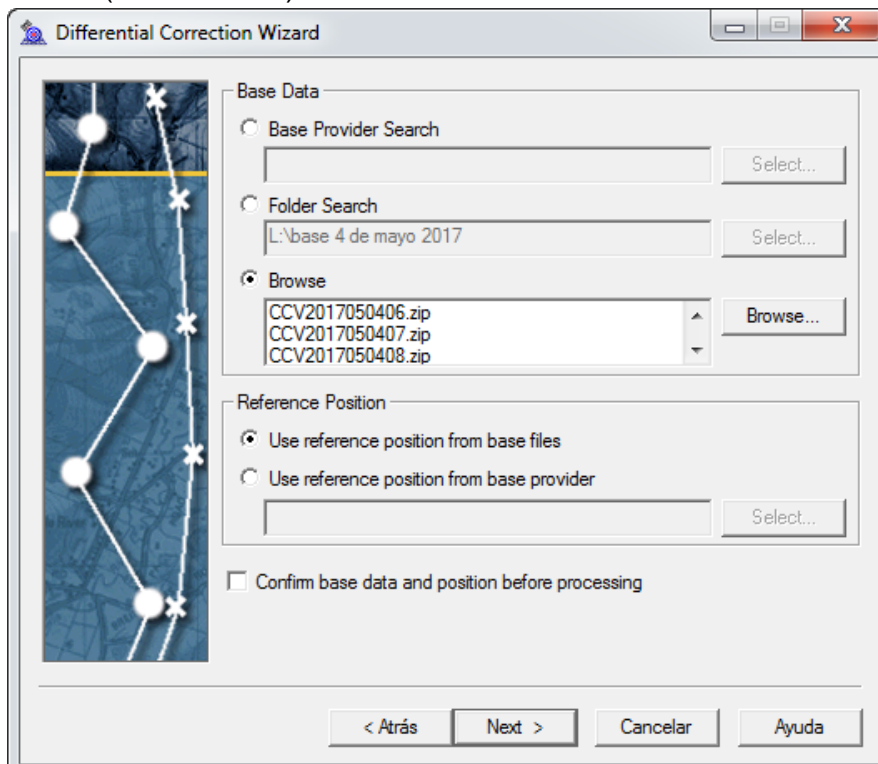 Differential Correction Wizard
Base Data
Base Provider Search
Select...
Folder Search
L:\base 4 de mayo 2017
Select...
Browse
CCV2017050406.zip
CCV2017050407.zip
CCV2017050408.zip
Browse...
Reference Position
Use reference position from base files
Use reference position from base provider
Select...
Confirm base data and position before processing
< Atrás
Next >
Cancelar
Ayuda